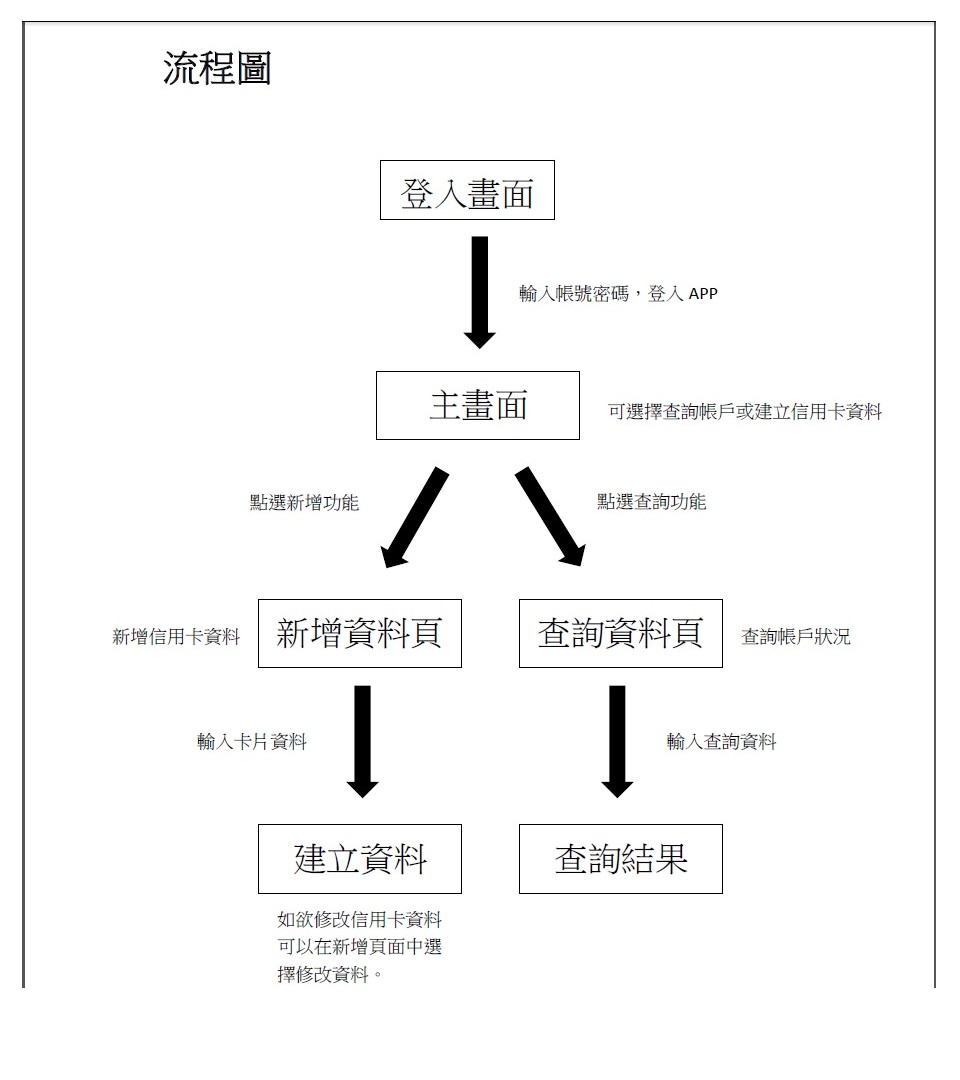 流程圖
登入畫面
輸入帳號密碼，登入 APP
主畫面
可選擇查詢帳戶或建立信用卡資料
點選新增功能
點選查詢功能
新增信用卡資料
新增資料頁
查詢資料頁
查詢帳戶狀況
輸入卡片資料
輸入查詢資料
建立資料
查詢結果
如欲修改信用卡資料
可以在新增頁面中選
擇修改資料。